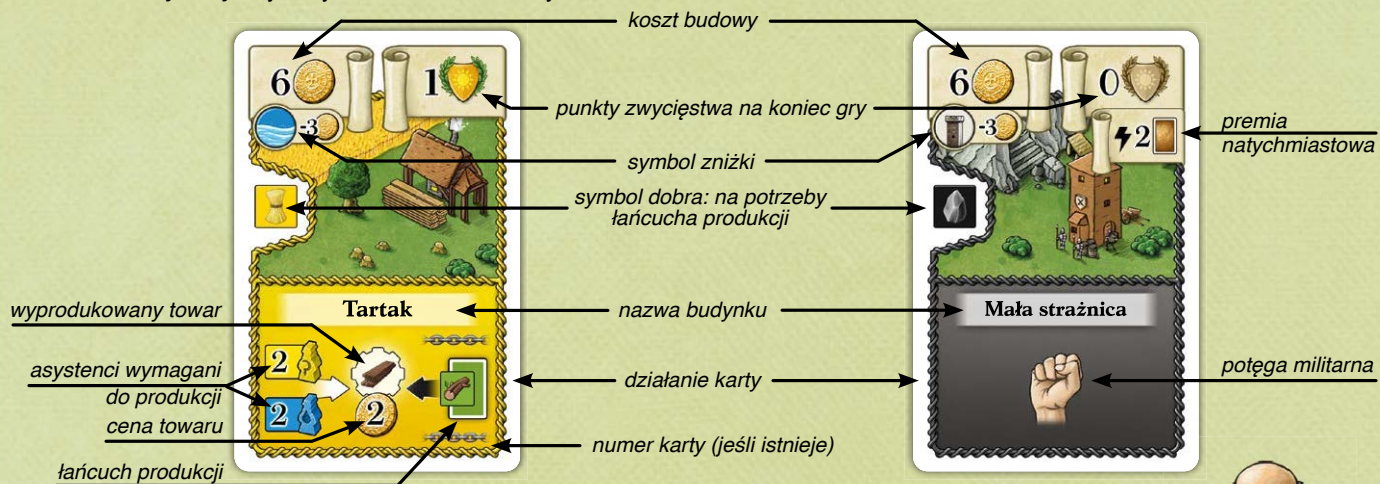 koszt budowy
6
1
6
0
punkty zwycięstwa na koniec gry
-3
-3
2
premia
natychmiastowa
symbol zniżki
symbol dobra: na potrzeby
łańcucha produkcji
wyprodukowany towar
Tartak
nazwa budynku
Mała strażnica
asystenci wymagani
do produkcji
2
2
działanie karty
potęga militarna
cena towaru
2
numer karty (jeśli istnieje)
łańcuch produkcji